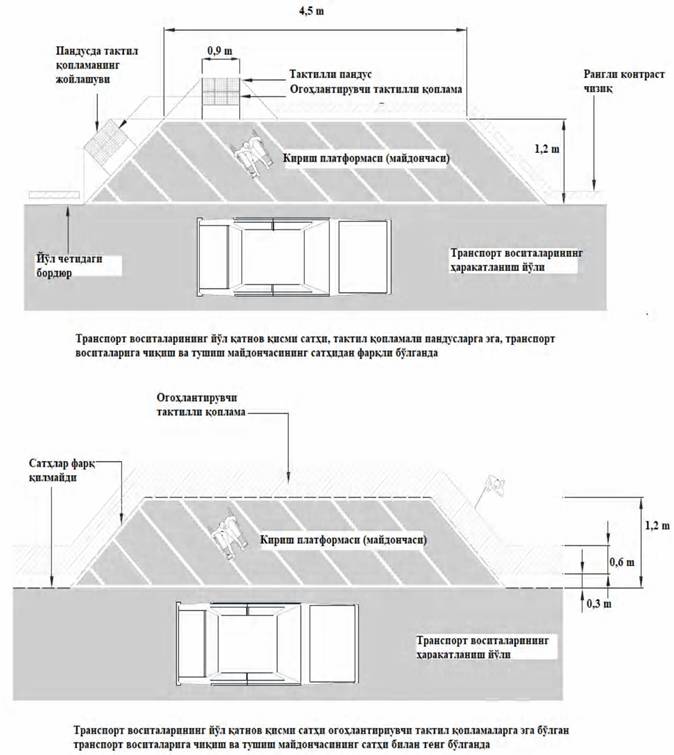 4,5 m
Пандусда тактил
қопламанинг
жойлашуви
0,9 m
Тактилли пандус
Огоҳлантирувчи тактилли қоплама
Рангли контраст
чизиқ
1,2 m
Кириш платформаси (майдончаси)
Йўл четидаги
бордюр
Транспорт воситаларининг
ҳаракатланиш йўли
Транспорт воситаларининг йўл қатнов қисми сатҳи, тактил қопламали пандусларга эга, транспорт
воситаларига чиқиш ва тушиш майдончасининг сатҳидан фарқли бўлганда
Огоҳлантирувчи
тактилли қоплама
Сатҳлар фарқ
қилмайди
Кириш платформаси (майдончаси)
1,2 m
0,6 m
0,3 m
Транспорт воситаларининг
ҳаракатланиш йўли
Транспорт воситаларининг йўл қатнов қисми сатҳи огоҳлантириувчи тактил қопламаларга эга бўлган
транспорт воситаларига чиқиш ва тушиш майдончасининг сатҳи билан тенг бўлганда